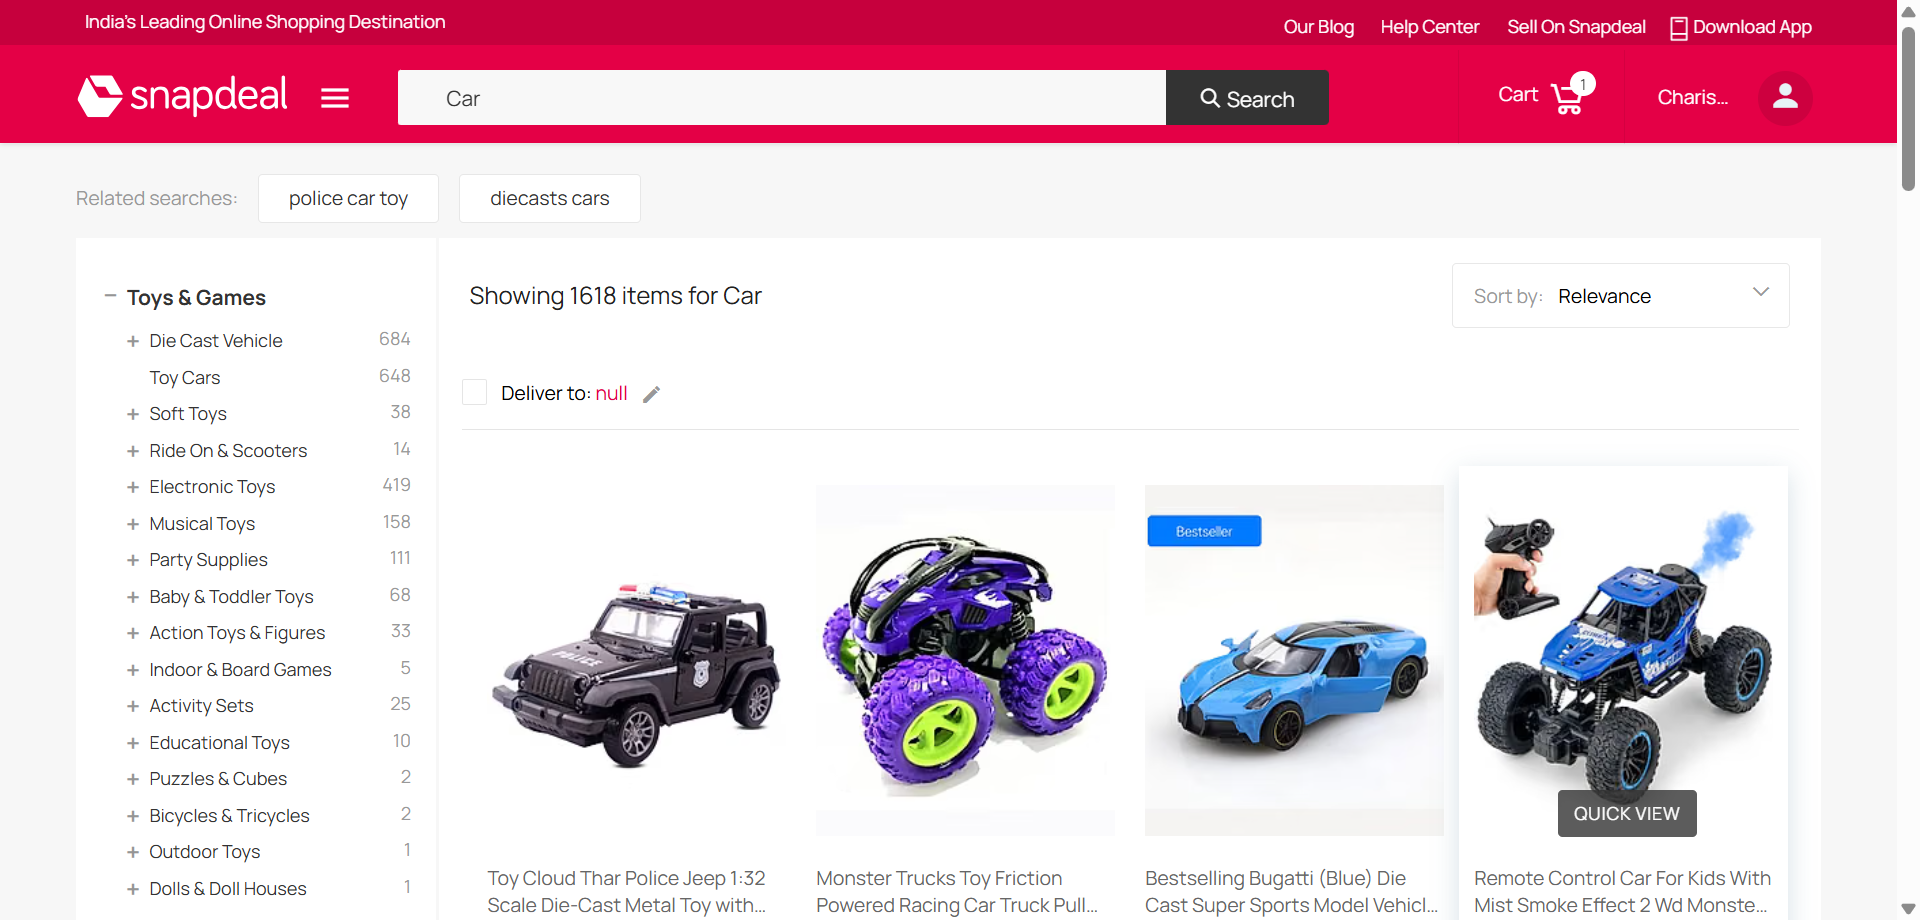 India's Leading Online Shopping Destination
Our Blog
Help Center
Sell On Snapdeal
Download App
snapdeal
Car
Search
Cart
1
Charis...
Related searches:
police car toy
diecasts cars
Toys & Games
Die Cast Vehicle 684
Toy Cars 648
Soft Toys 38
Ride On & Scooters 14
Electronic Toys 419
Musical Toys 158
Party Supplies 111
Baby & Toddler Toys 68
Action Toys & Figures 33
Indoor & Board Games 5
Activity Sets 25
Educational Toys 10
Puzzles & Cubes 2
Bicycles & Tricycles 2
Outdoor Toys 1
Dolls & Doll Houses 1
Showing 1618 items for Car
Sort by: Relevance
Deliver to: null
POLICE
Bestseller
QUICK VIEW
Toy Cloud Thar Police Jeep 1:32
Scale Die-Cast Metal Toy with...
Monster Trucks Toy Friction
Powered Racing Car Truck Pull...
Bestselling Bugatti (Blue) Die
Cast Super Sports Model Vehicl...
Remote Control Car For Kids With
Mist Smoke Effect 2 Wd Monste...